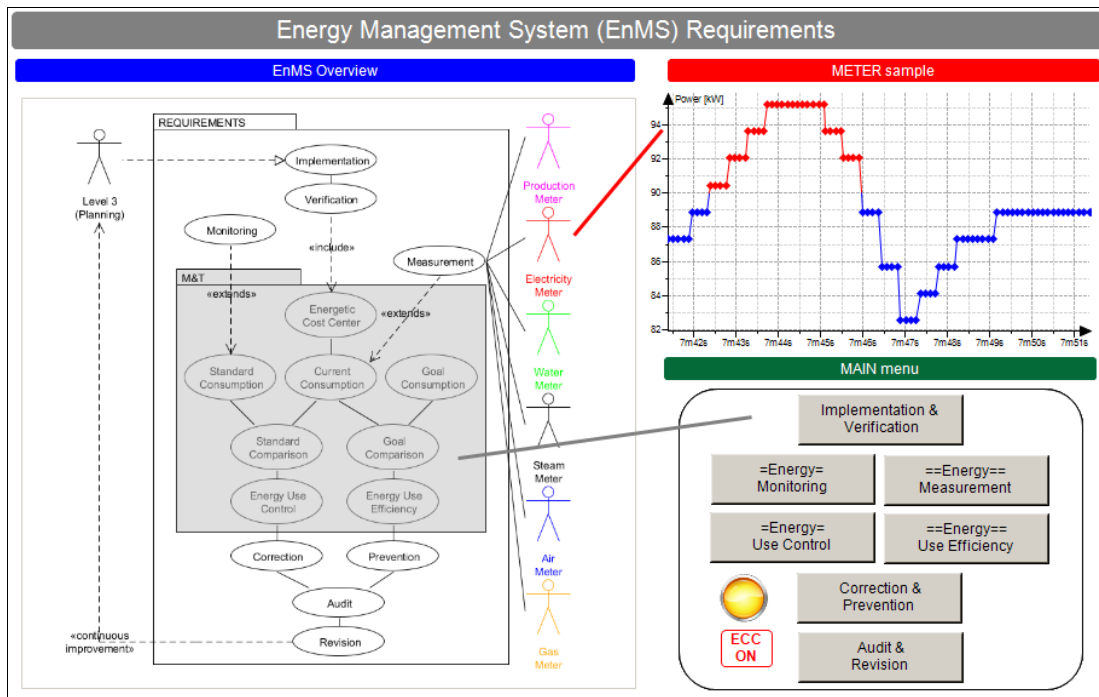 Energy Management System (EnMS) Requirements
EnMS Overview
REQUIREMENTS
Level 3
(Planning)
Implementation
Verification
Monitoring
«include»
Measurement
M&T
«extends»
Energetic
Cost Center
«extends»
Standard
Consumption
Current
Consumption
Goal
Consumption
Standard
Comparison
Goal
Comparison
Energy Use
Control
Energy Use
Efficiency
Correction
Prevention
Audit
Revision
«continuous
improvement»
Production
Meter
Electricity
Meter
Water
Meter
Steam
Meter
Air
Meter
Gas
Meter
METER sample
Power [kW]
94
92
90
88
86
84
82
7m42s
7m43s
7m44s
7m45s
7m46s
7m47s
7m48s
7m49s
7m50s
7m51s
MAIN menu
Implementation &
Verification
=Energy=
Monitoring
==Energy==
Measurement
=Energy=
Use Control
==Energy==
Use Efficiency
Correction &
Prevention
ECC
ON
Audit &
Revision